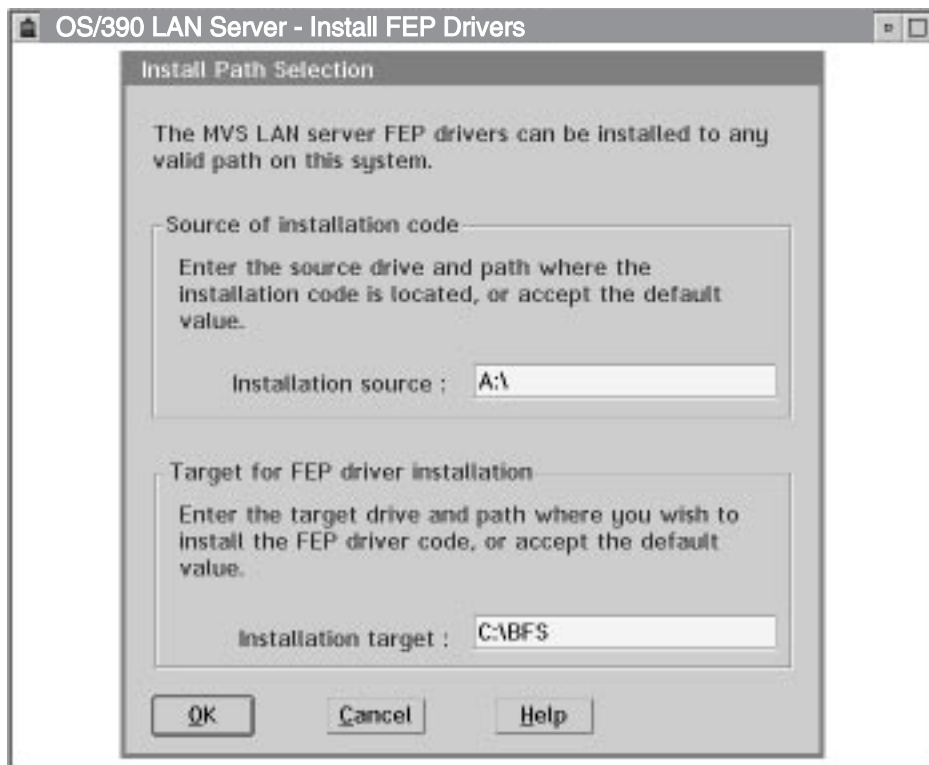 OS/390 LAN Server - Install FEP Drivers
Install Path Selection
The MVS LAN server FEP drivers can be installed to any
valid path on this system.
Source of installation code
Enter the source drive and path where the
installation code is located, or accept the default
value.
Installation source : A:\
Target for FEP driver installation
Enter the target drive and path where you wish to
install the FEP driver code, or accept the default
value.
Installation target : C:\BFS
OK Cancel Help